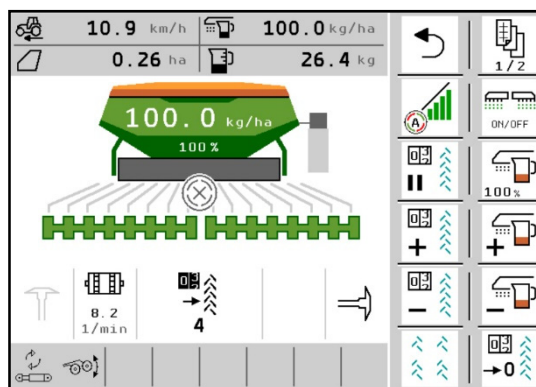 10.9 km/h
100.0 kg/ha
0.26 ha
26.4 kg
1/2
100.0 kg/ha
100 %
A
ON/OFF
100%
8.2
1/min
4
→0